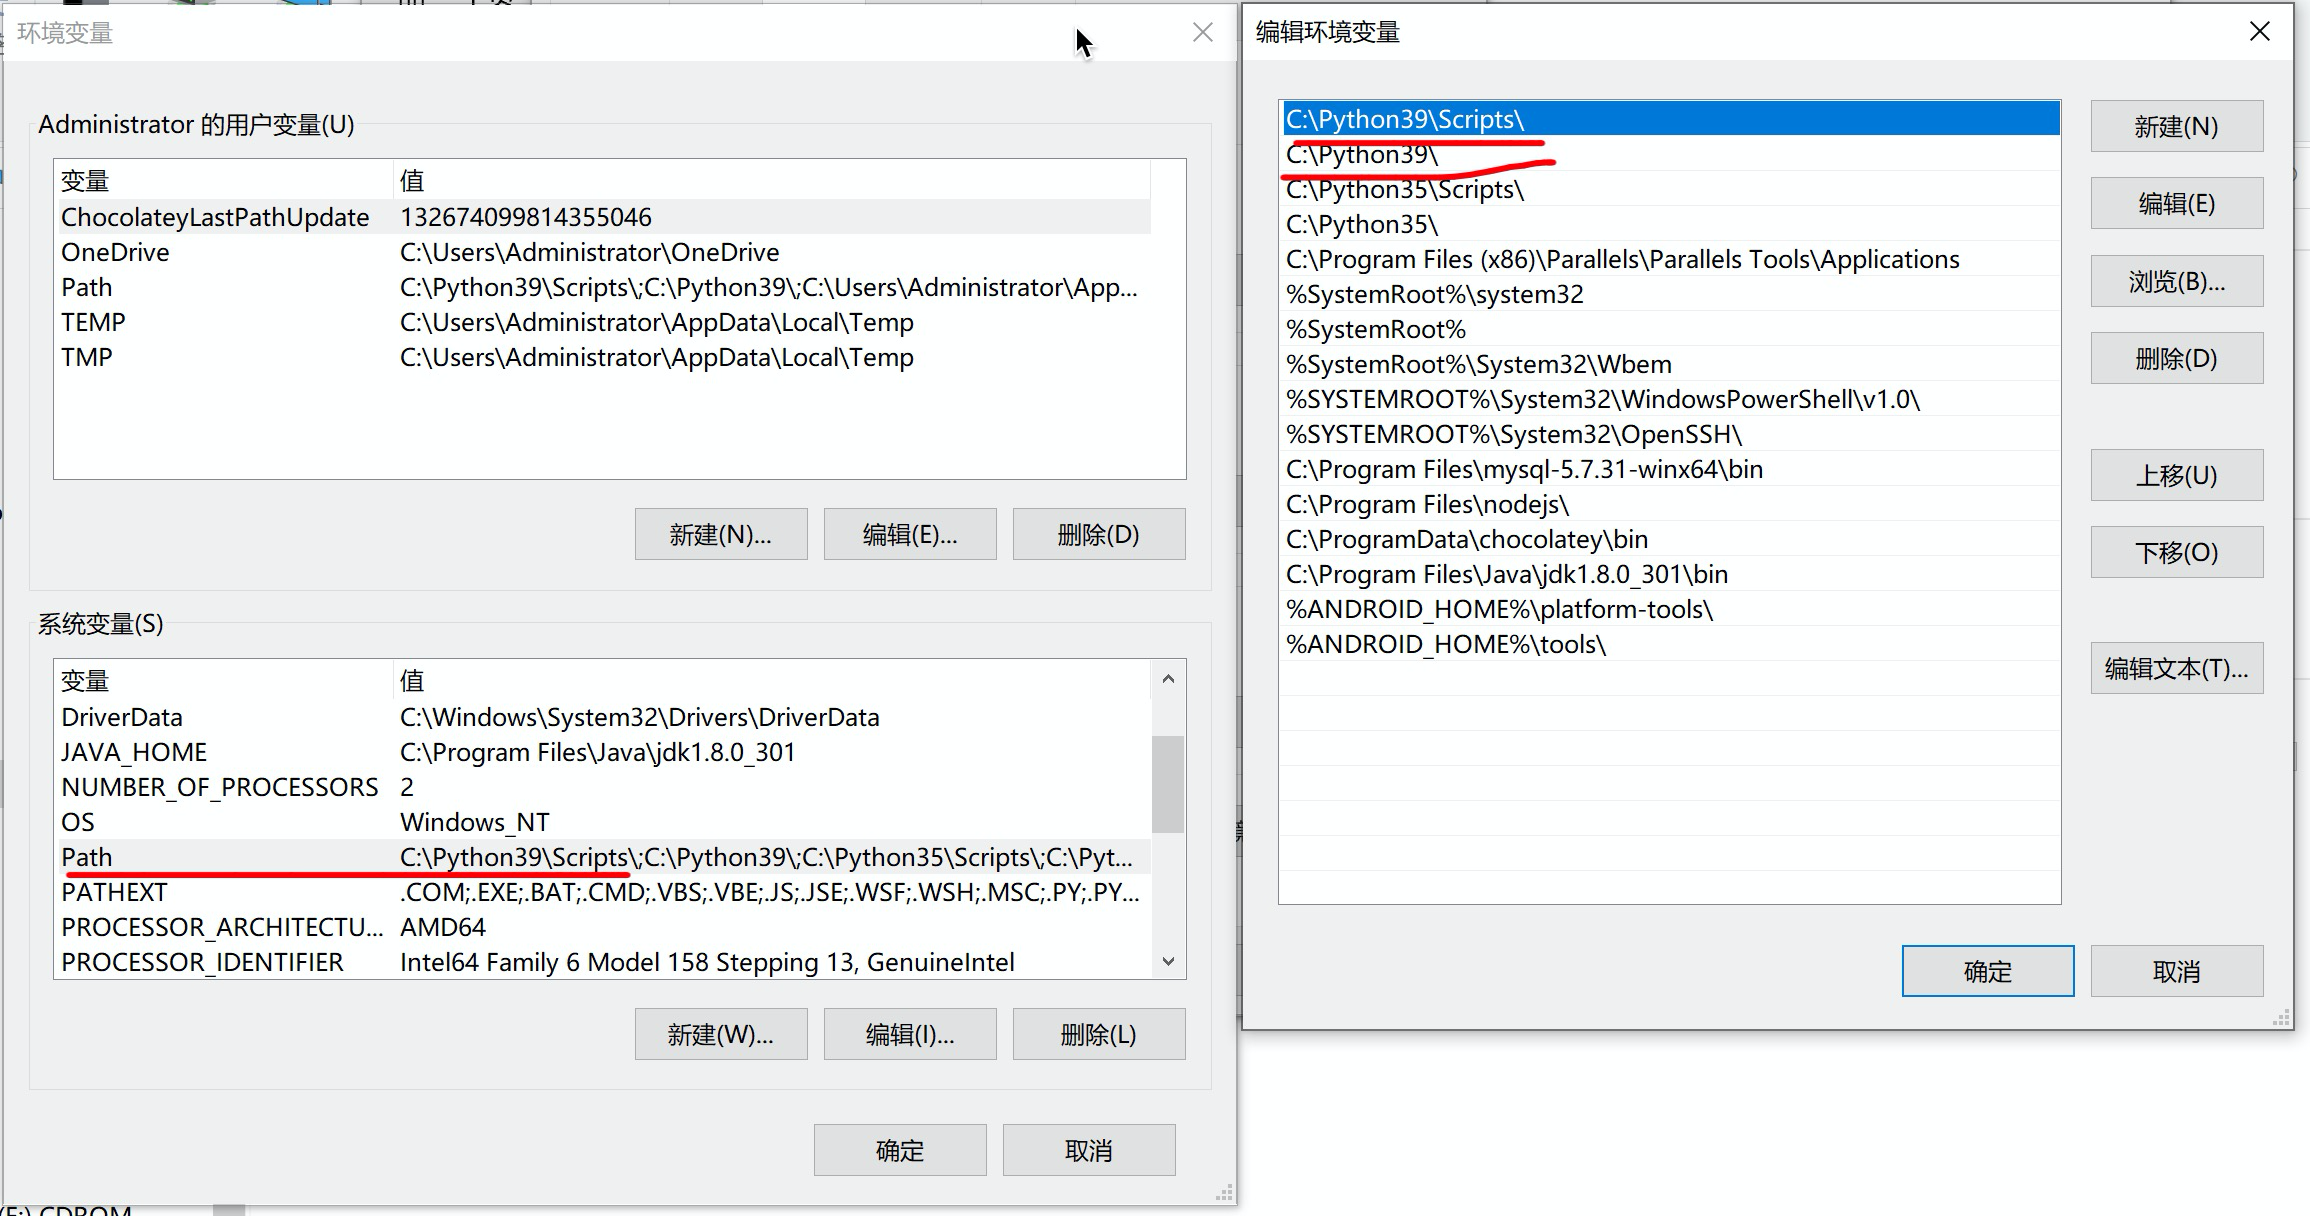 环境变量
Administrator 的用户变量(U)
变量 值
ChocolateyLastPathUpdate 132674099814355046
OneDrive C:\Users\Administrator\OneDrive
Path C:\Python39\Scripts\;C:\Python39\;C:\Users\Administrator\App...
TEMP C:\Users\Administrator\AppData\Local\Temp
TMP C:\Users\Administrator\AppData\Local\Temp
新建(N)... 编辑(E)... 删除(D)
系统变量(S)
变量 值
DriverData C:\Windows\System32\Drivers\DriverData
JAVA_HOME C:\Program Files\Java\jdk1.8.0_301
NUMBER_OF_PROCESSORS 2
OS Windows_NT
Path C:\Python39\Scripts\;C:\Python39\;C:\Python35\Scripts\;C:\Pyt...
PATHEXT .COM;.EXE;.BAT;.CMD;.VBS;.VBE;.JS;.JSE;.WSF;.WSH;.MSC;.PY;.PY...
PROCESSOR_ARCHITECTU... AMD64
PROCESSOR_IDENTIFIER Intel64 Family 6 Model 158 Stepping 13, GenuineIntel
新建(W)... 编辑(I)... 删除(L)
确定 取消
(E:) CDROM
编辑环境变量
C:\Python39\Scripts\
C:\Python39\
C:\Python35\Scripts\
C:\Python35\
C:\Program Files (x86)\Parallels\Parallels Tools\Applications
%SystemRoot%\system32
%SystemRoot%
%SystemRoot%\System32\Wbem
%SYSTEMROOT%\System32\WindowsPowerShell\v1.0\
%SYSTEMROOT%\System32\OpenSSH\
C:\Program Files\mysql-5.7.31-winx64\bin
C:\Program Files\nodejs\
C:\ProgramData\chocolatey\bin
C:\Program Files\Java\jdk1.8.0_301\bin
%ANDROID_HOME%\platform-tools\
%ANDROID_HOME%\tools\
新建(N)
编辑(E)
浏览(B)...
删除(D)
上移(U)
下移(O)
编辑文本(T)...
确定 取消